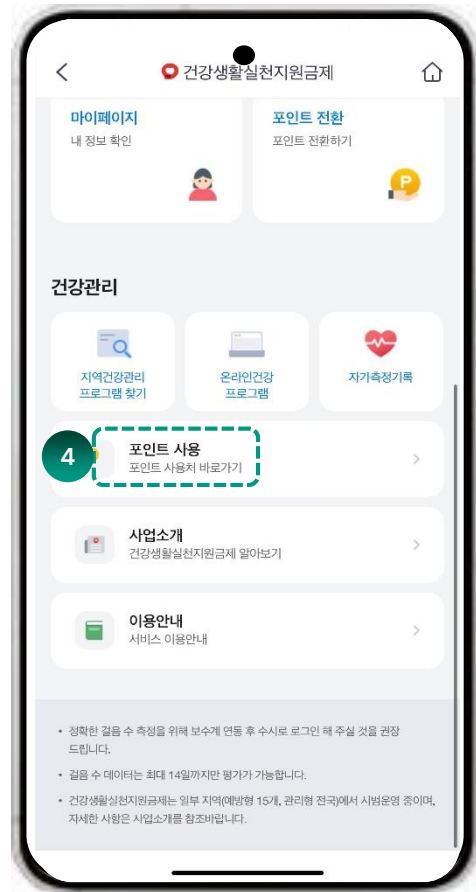 건강생활실천지원금제
마이페이지
내 정보 확인
포인트 전환
포인트 전환하기
P
건강관리
지역건강관리
프로그램 찾기
온라인건강
프로그램
자가측정기록
4
포인트 사용
포인트 사용처 바로가기
사업소개
건강생활실천지원금제 알아보기
이용안내
서비스 이용안내
• 정확한 걸음 수 측정을 위해 보수계 연동 후 수시로 로그인 해 주실 것을 권장
드립니다.
• 걸음 수 데이터는 최대 14일까지만 평가가 가능합니다.
• 건강생활실천지원금제는 일부 지역(예방형 15개, 관리형 전국)에서 시범운영 중이며,
자세한 사항은 사업소개를 참조바랍니다.